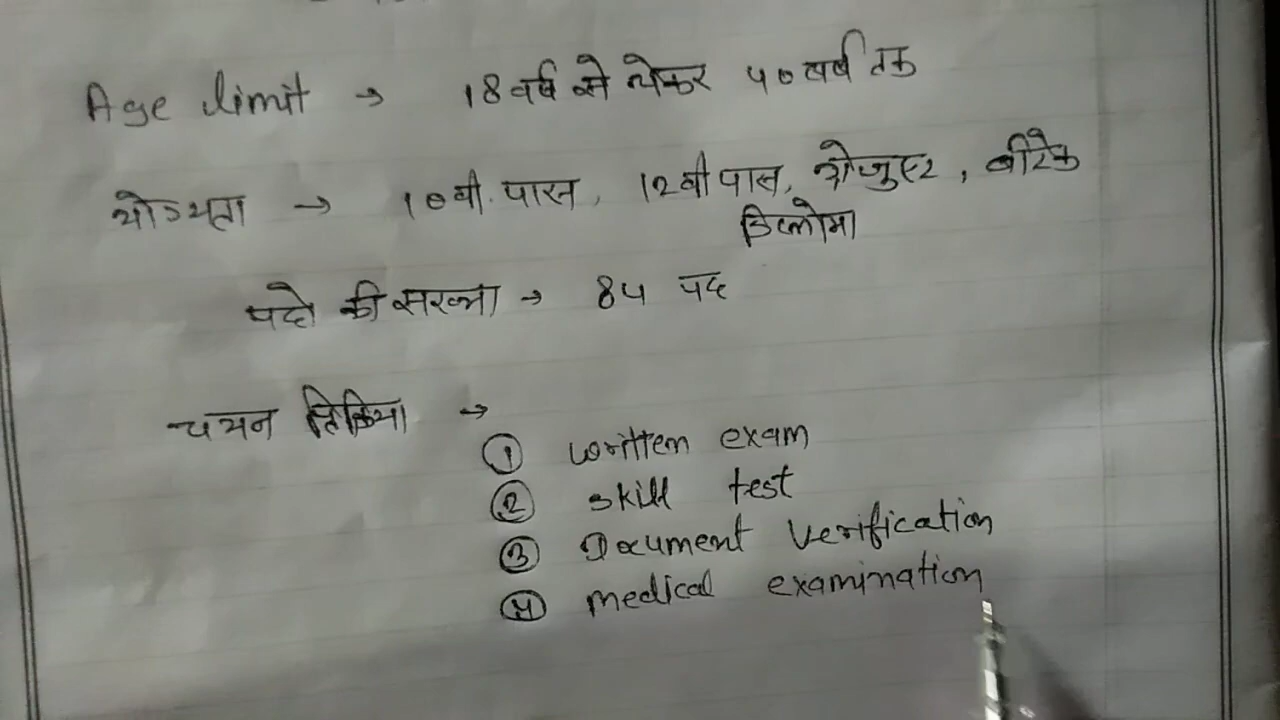 Age limit → 18 वर्ष से लेकर 40 वर्ष तक
योग्यता → 10वी. पास, 12वी पास, ग्रेजुएट, बीटेक
डिप्लोमा
पदो की संख्या → 84 पद
चयन प्रक्रिया →
① written exam
② skill test
③ Document verification
④ medical examination